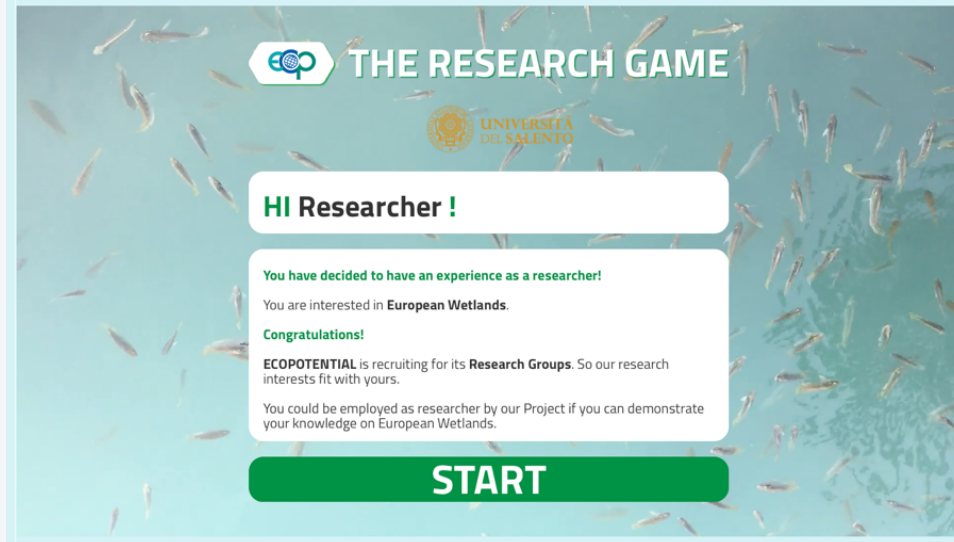 ecp THE RESEARCH GAME
UNIVERSITÀ
DEL SALENTO
HI Researcher !
You have decided to have an experience as a researcher!
You are interested in European Wetlands.
Congratulations!
ECOPOTENTIAL is recruiting for its Research Groups. So our research
interests fit with yours.
You could be employed as researcher by our Project if you can demonstrate
your knowledge on European Wetlands.
START